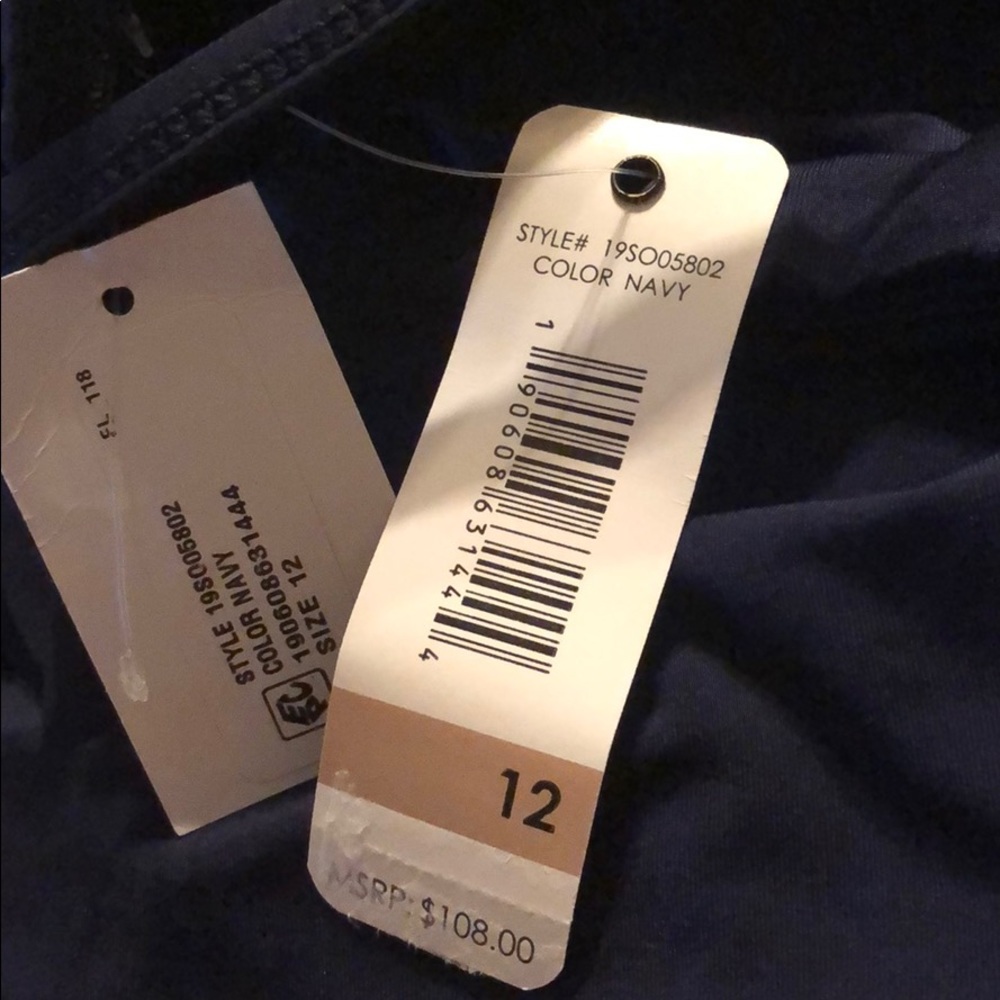 FL 118
STYLE 19SO05802
COLOR NAVY
190608631444
SIZE 12
EPC
STYLE# 19SO05802
COLOR NAVY
1 90608 63144 4
12
MSRP: $108.00